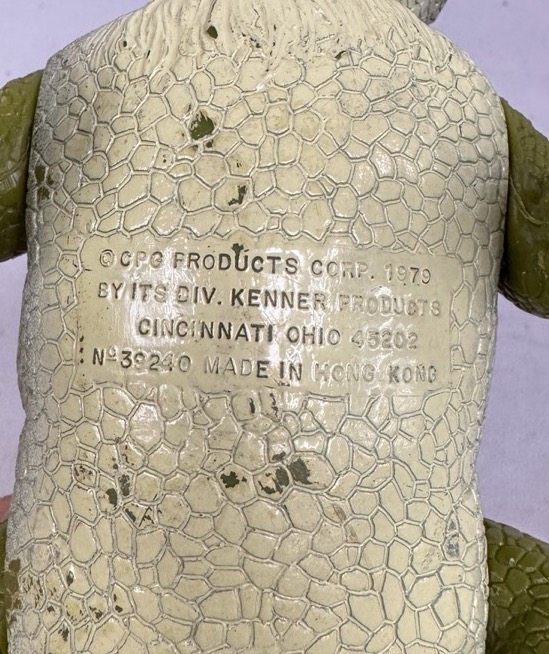 ©CPG PRODUCTS CORP. 1979
BY ITS DIV. KENNER PRODUCTS
CINCINNATI OHIO 45202
Nº39240 MADE IN HONG KONG